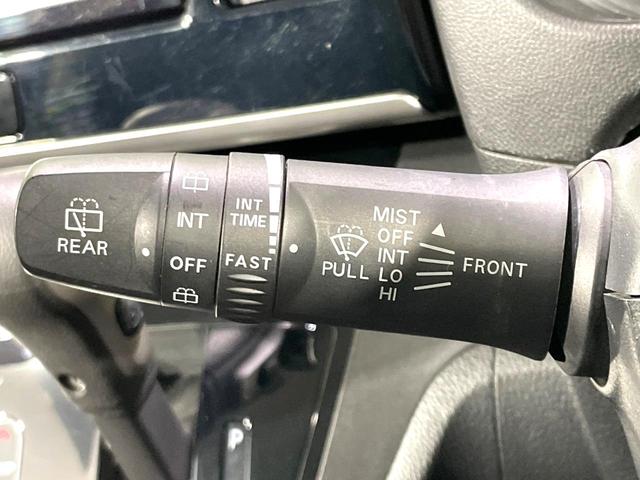 REAR
INT
OFF
INT
TIME
FAST
PULL
MIST
OFF
INT
LO
HI
FRONT
P